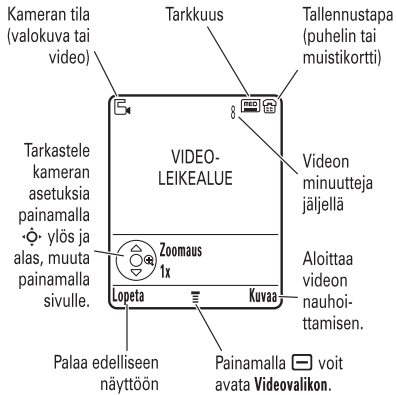 Kameran tila
(valokuva tai
video)
Tarkkuus
Tallennustapa
(puhelin tai
muistikortti)
MED
8
VIDEO-
LEIKEALUE
Tarkastele
kameran
asetuksia
painamalla
ylös ja
alas, muuta
painamalla
sivulle.
Videon
minuutteja
jäljellä
Zoomaus
1x
Aloittaa
videon
nauhoi-
ttamisen.
Lopeta
Kuvaa
Palaa edelliseen
näyttöön
Painamalla voit
avata Videovalikon.